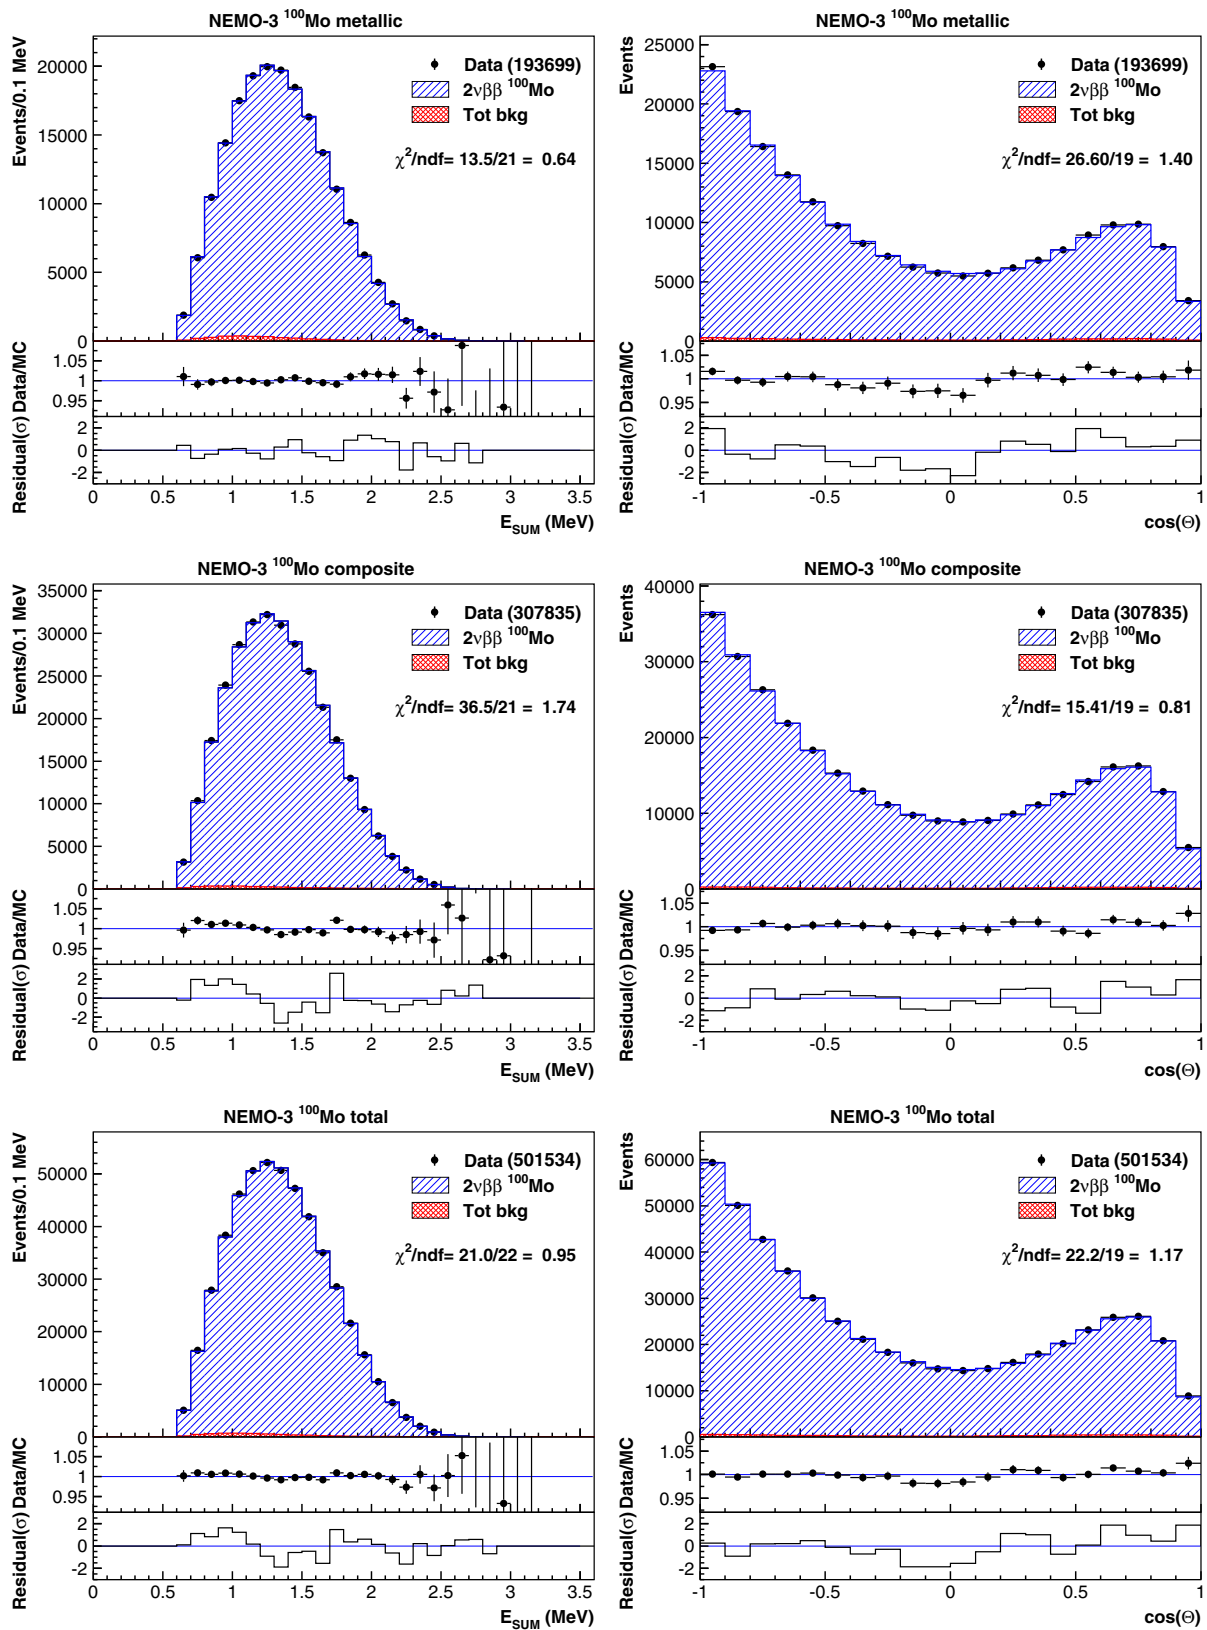 NEMO-3 ¹⁰⁰Mo metallic
Events/0.1 MeV
20000
15000
10000
5000
0
Data (193699)
2νββ ¹⁰⁰Mo
Tot bkg
χ²/ndf= 13.5/21 = 0.64
Data/MC
1.05
1
0.95
Residual(σ)
2
0
-2
0 0.5 1 1.5 2 2.5 3 3.5
E_SUM (MeV)
NEMO-3 ¹⁰⁰Mo metallic
Events
25000
20000
15000
10000
5000
0
Data (193699)
2νββ ¹⁰⁰Mo
Tot bkg
χ²/ndf= 26.60/19 = 1.40
Data/MC
1.05
1
0.95
Residual(σ)
2
0
-2
-1 -0.5 0 0.5 1
cos(Θ)
NEMO-3 ¹⁰⁰Mo composite
Events/0.1 MeV
35000
30000
25000
20000
15000
10000
5000
0
Data (307835)
2νββ ¹⁰⁰Mo
Tot bkg
χ²/ndf= 36.5/21 = 1.74
Data/MC
1.05
1
0.95
Residual(σ)
2
0
-2
0 0.5 1 1.5 2 2.5 3 3.5
E_SUM (MeV)
NEMO-3 ¹⁰⁰Mo composite
Events
40000
30000
20000
10000
0
Data (307835)
2νββ ¹⁰⁰Mo
Tot bkg
χ²/ndf= 15.41/19 = 0.81
Data/MC
1.05
1
0.95
Residual(σ)
2
0
-2
-1 -0.5 0 0.5 1
cos(Θ)
NEMO-3 ¹⁰⁰Mo total
Events/0.1 MeV
50000
40000
30000
20000
10000
0
Data (501534)
2νββ ¹⁰⁰Mo
Tot bkg
χ²/ndf= 21.0/22 = 0.95
Data/MC
1.05
1
0.95
Residual(σ)
2
0
-2
0 0.5 1 1.5 2 2.5 3 3.5
E_SUM (MeV)
NEMO-3 ¹⁰⁰Mo total
Events
60000
50000
40000
30000
20000
10000
0
Data (501534)
2νββ ¹⁰⁰Mo
Tot bkg
χ²/ndf= 22.2/19 = 1.17
Data/MC
1.05
1
0.95
Residual(σ)
2
0
-2
-1 -0.5 0 0.5 1
cos(Θ)